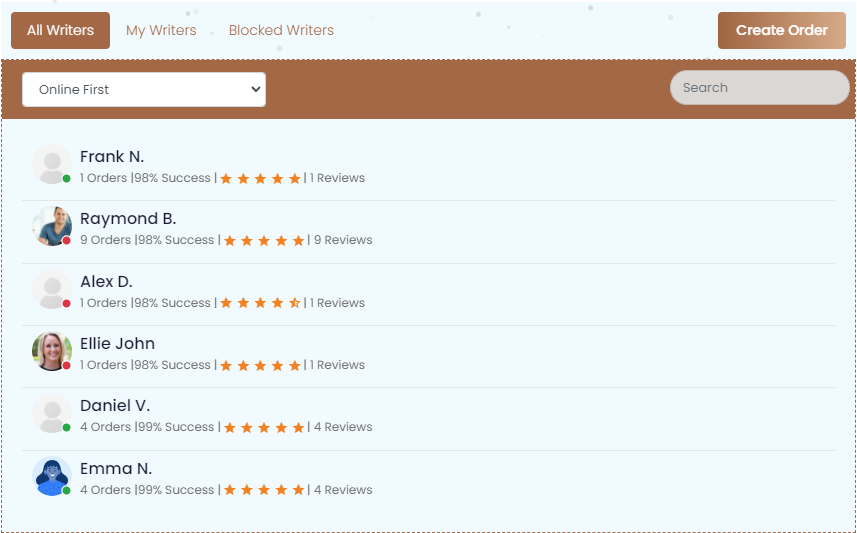 All Writers My Writers Blocked Writers Create Order
Online First Search
Frank N.
1 Orders |98% Success | ★ ★ ★ ★ ★ | 1 Reviews
Raymond B.
9 Orders |98% Success | ★ ★ ★ ★ ★ | 9 Reviews
Alex D.
1 Orders |98% Success | ★ ★ ★ ★ ⯪ | 1 Reviews
Ellie John
1 Orders |98% Success | ★ ★ ★ ★ ★ | 1 Reviews
Daniel V.
4 Orders |99% Success | ★ ★ ★ ★ ★ | 4 Reviews
Emma N.
4 Orders |99% Success | ★ ★ ★ ★ ★ | 4 Reviews